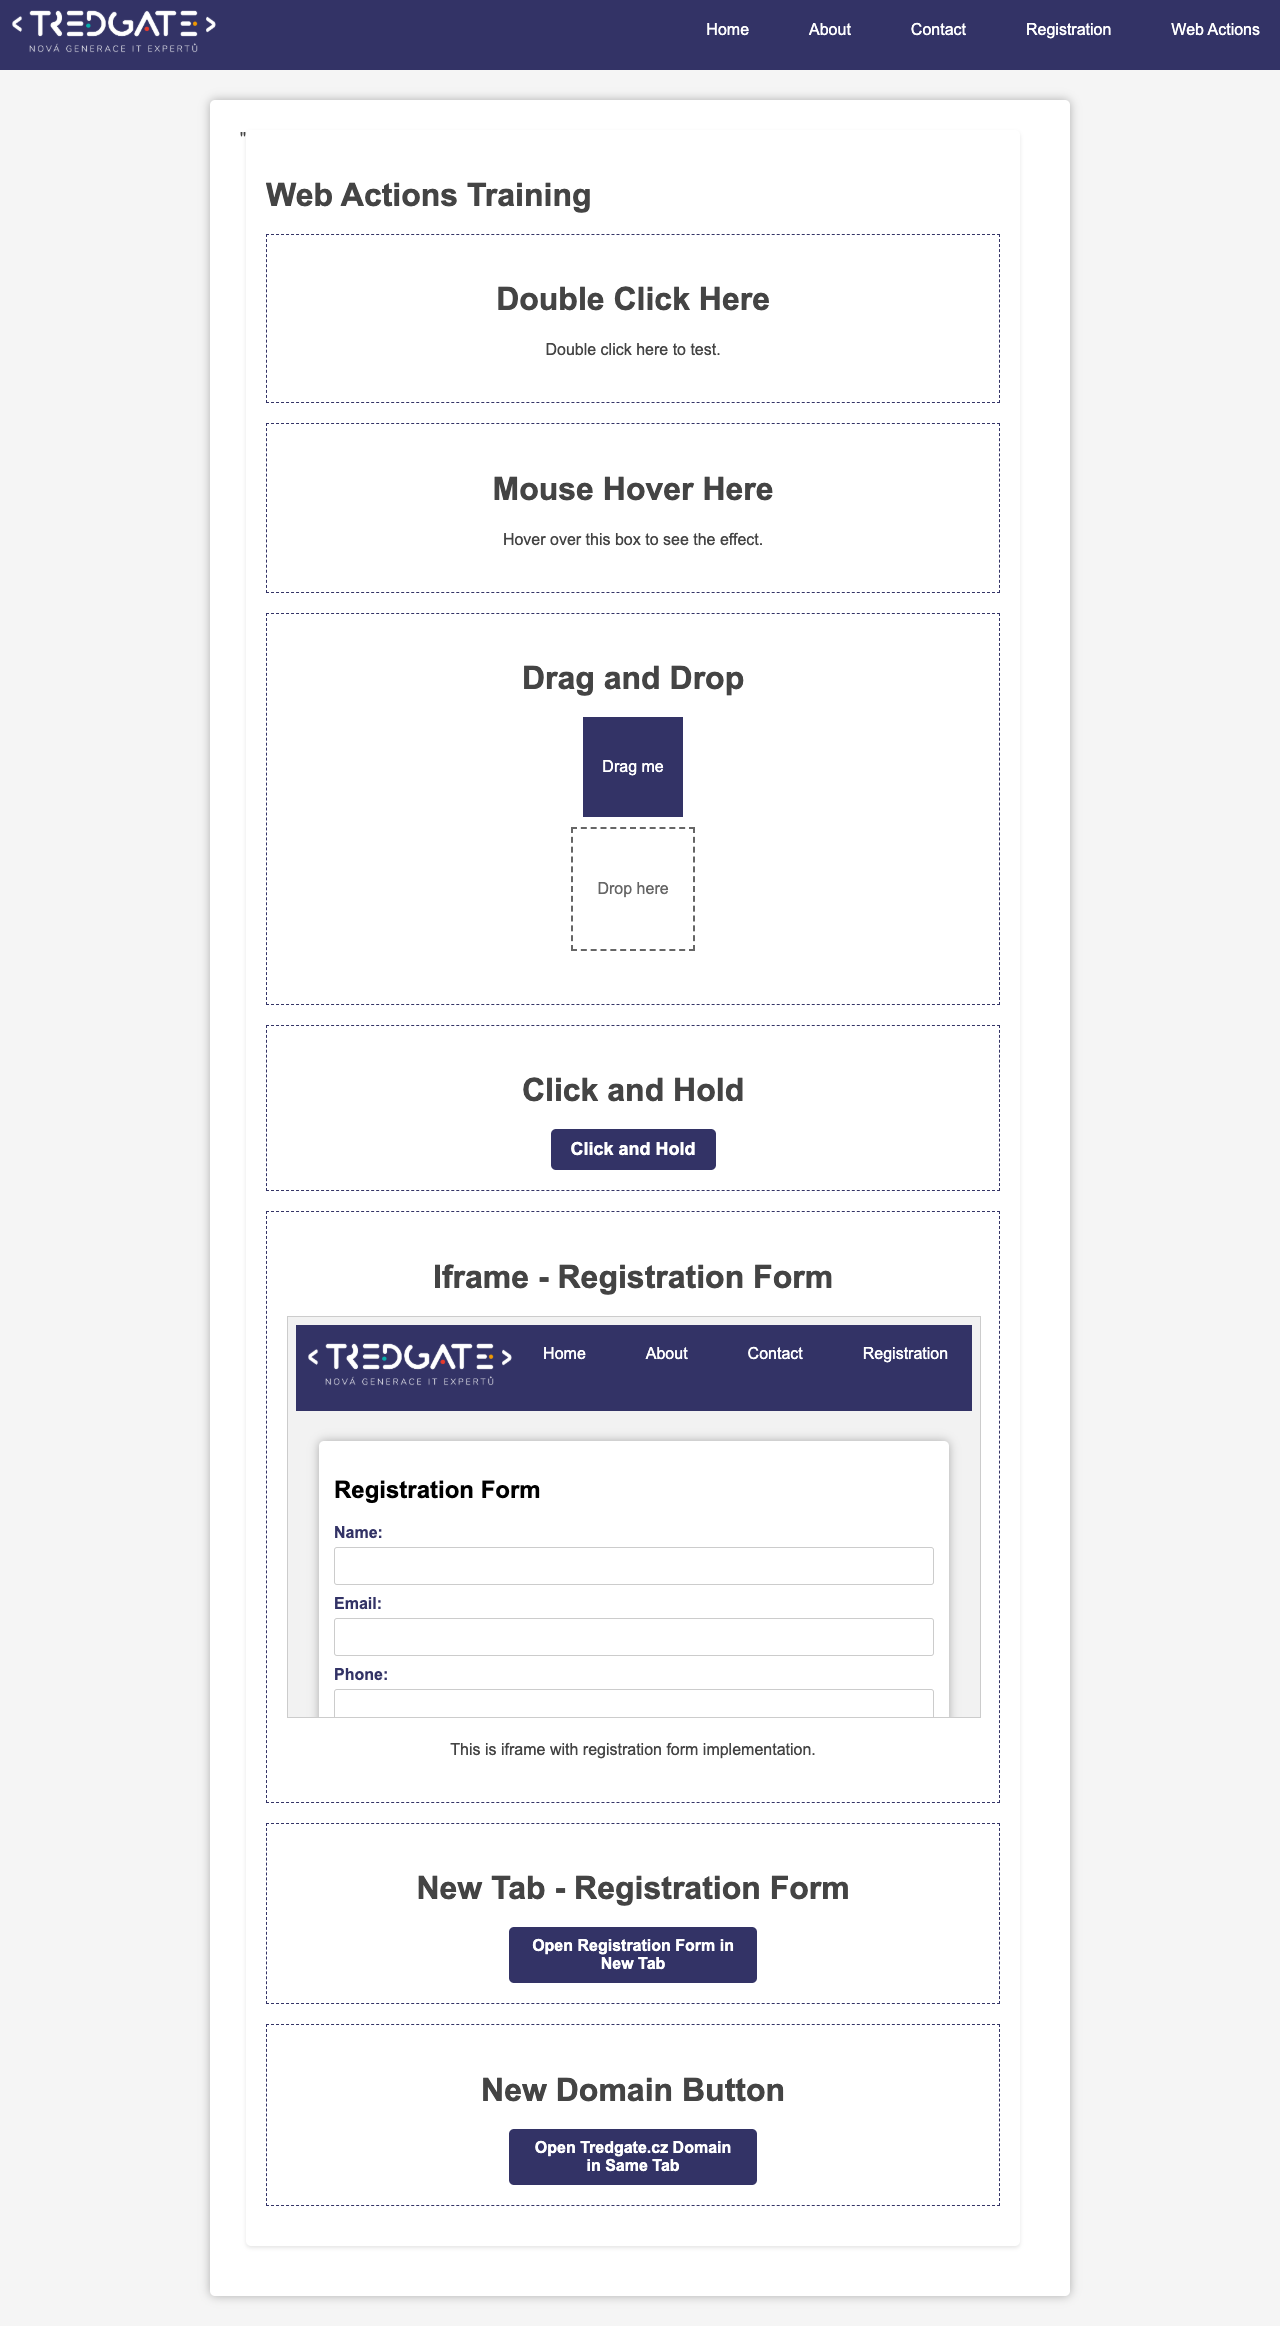 TREDGATE
NOVÁ GENERACE IT EXPERTŮ
Home About Contact Registration Web Actions
"
Web Actions Training
Double Click Here
Double click here to test.
Mouse Hover Here
Hover over this box to see the effect.
Drag and Drop
Drag me
Drop here
Click and Hold
Click and Hold
Iframe - Registration Form
TREDGATE
NOVÁ GENERACE IT EXPERTŮ
Home About Contact Registration
Registration Form
Name:
Email:
Phone:
This is iframe with registration form implementation.
New Tab - Registration Form
Open Registration Form in
New Tab
New Domain Button
Open Tredgate.cz Domain
in Same Tab